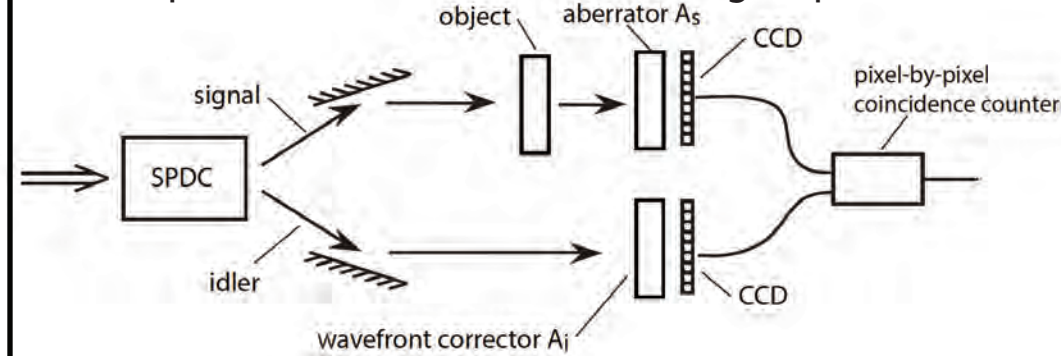 object
aberrator As
CCD
signal
pixel-by-pixel
coincidence counter
SPDC
idler
CCD
wavefront corrector Ai